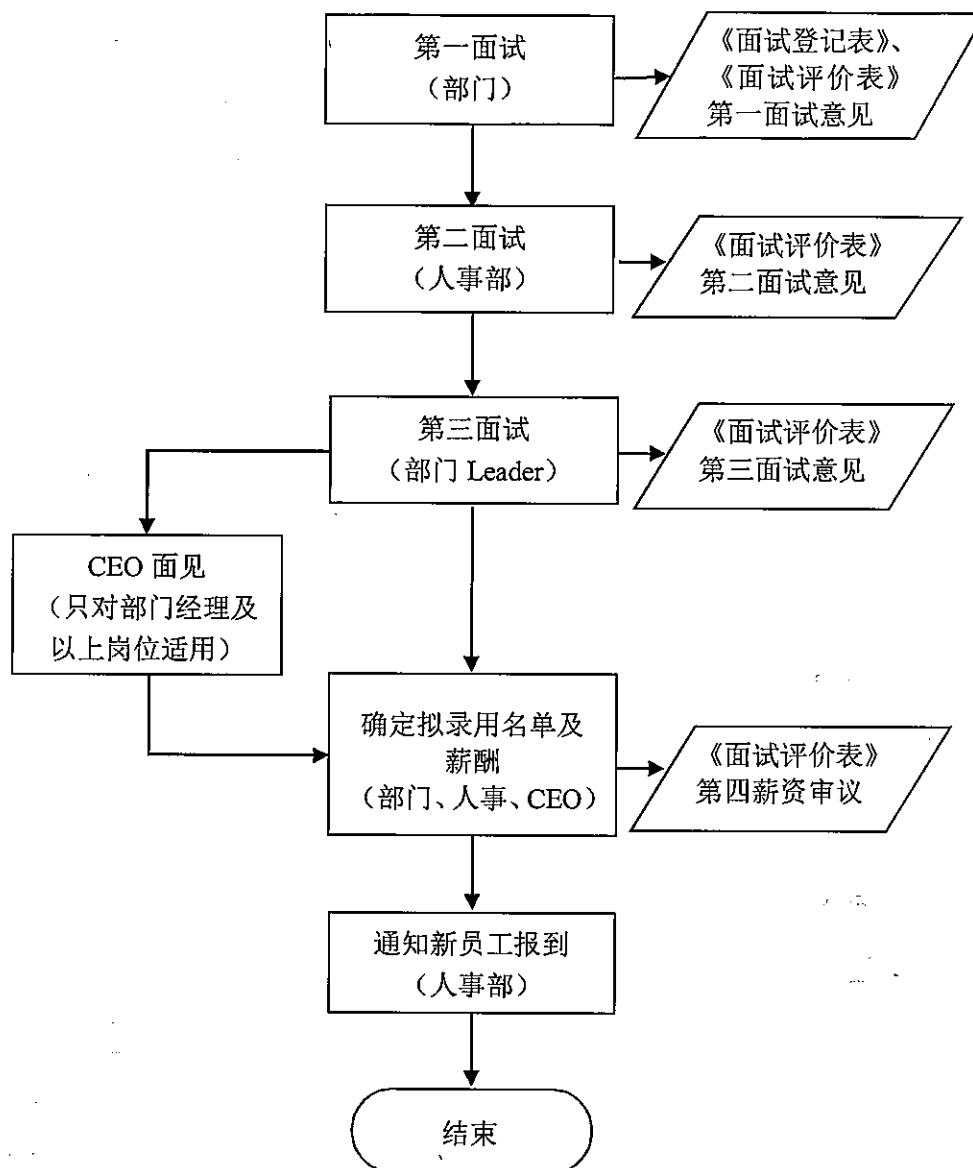 第一面试
（部门）
《面试登记表》、
《面试评价表》
第一面试意见
第二面试
（人事部）
《面试评价表》
第二面试意见
第三面试
（部门 Leader）
《面试评价表》
第三面试意见
CEO 面见
（只对部门经理及
以上岗位适用）
确定拟录用名单及
薪酬
（部门、人事、CEO）
《面试评价表》
第四薪资审议
通知新员工报到
（人事部）
结束